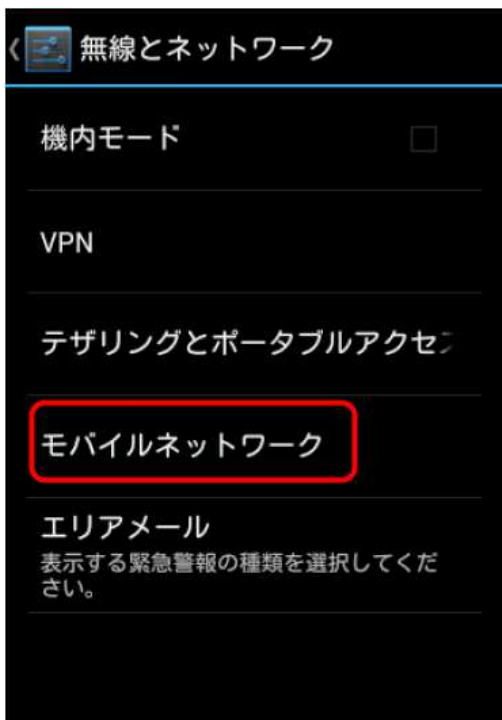 無線とネットワーク
機内モード
VPN
テザリングとポータブルアクセス
モバイルネットワーク
エリアメール
表示する緊急警報の種類を選択してくだ
さい。